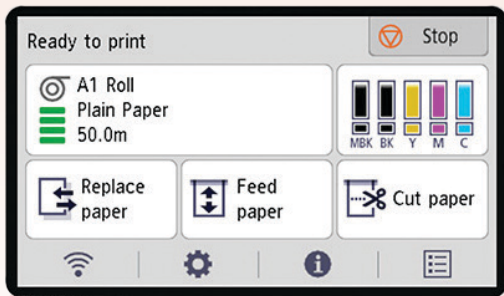 Ready to print
Stop
A1 Roll
Plain Paper
50.0m
MBK BK Y M C
Replace
paper
Feed
paper
Cut paper